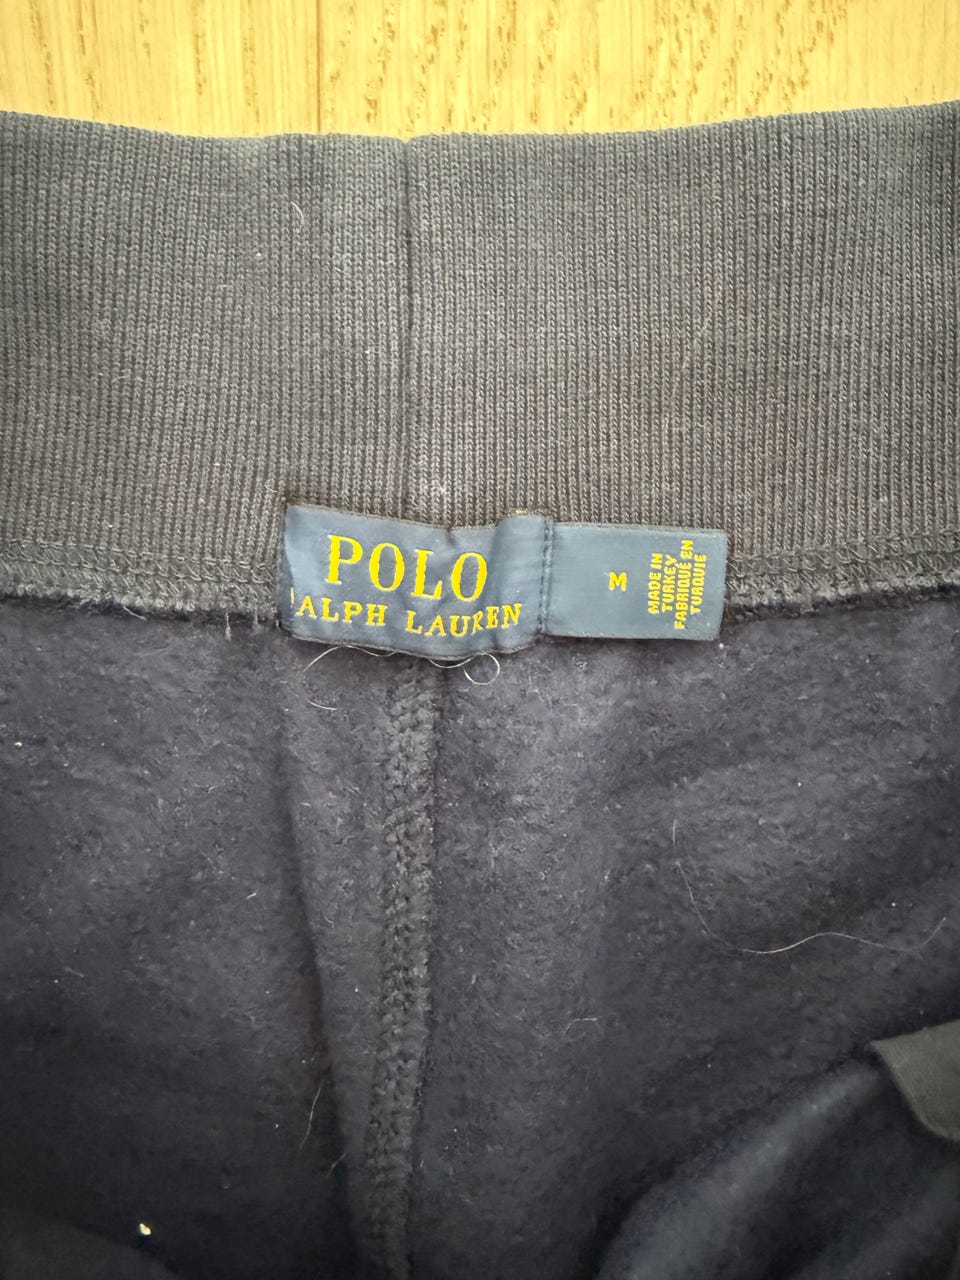 POLO
RALPH LAUREN
M
MADE IN
TURKEY
FABRIQUÉ EN
TURQUIE